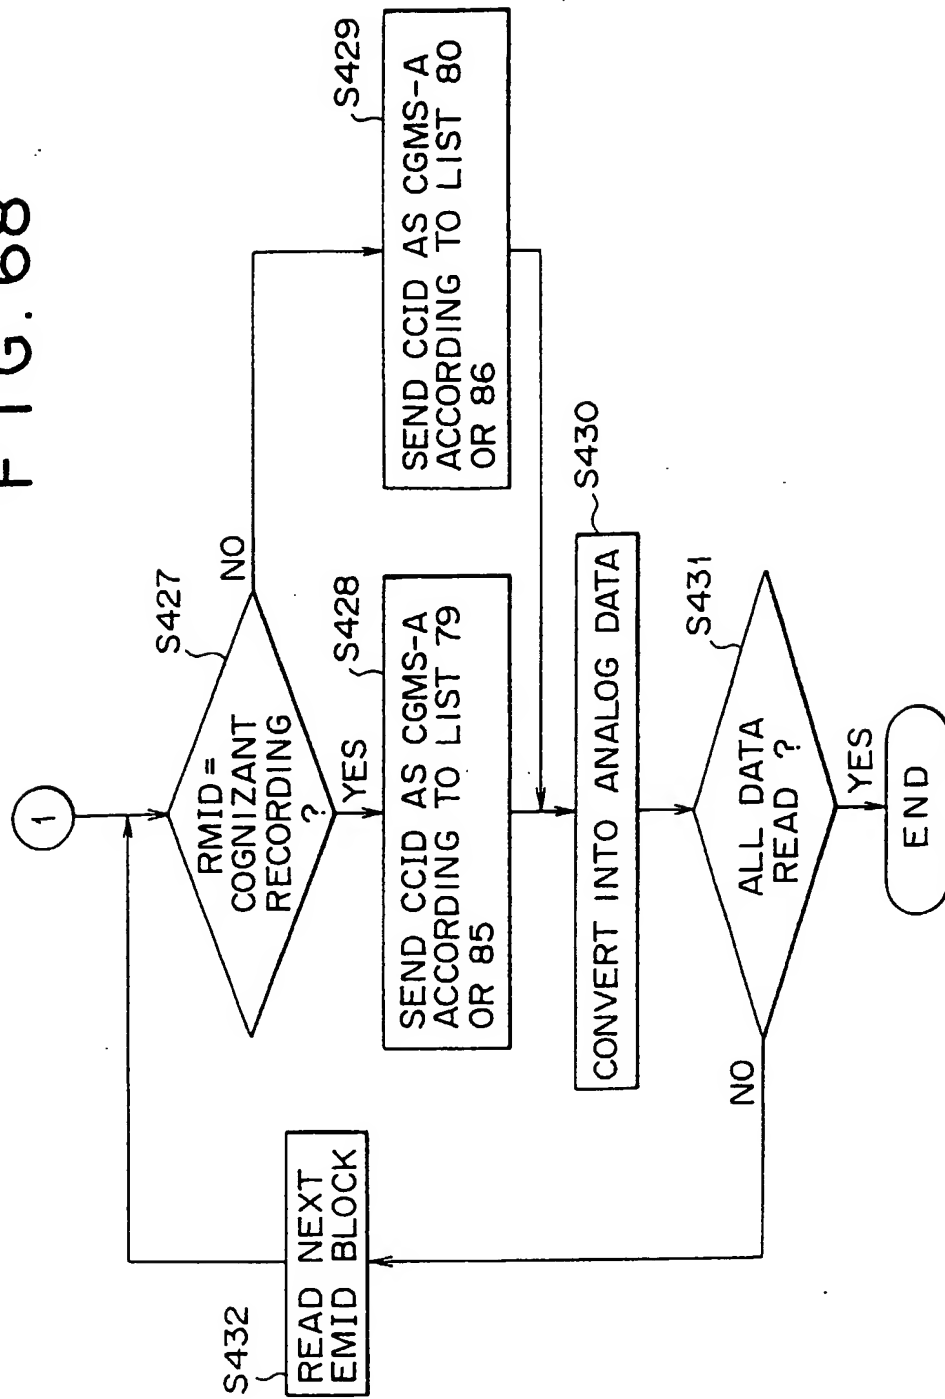 FIG. 68
1
S427
RMID=
COGNIZANT
RECORDING
?
NO
YES
S428
SEND CCID AS CGMS-A
ACCORDING TO LIST 79
OR 85
S429
SEND CCID AS CGMS-A
ACCORDING TO LIST 80
OR 86
S430
CONVERT INTO ANALOG DATA
S431
ALL DATA
READ ?
NO
YES
S432
READ NEXT
EMID BLOCK
END